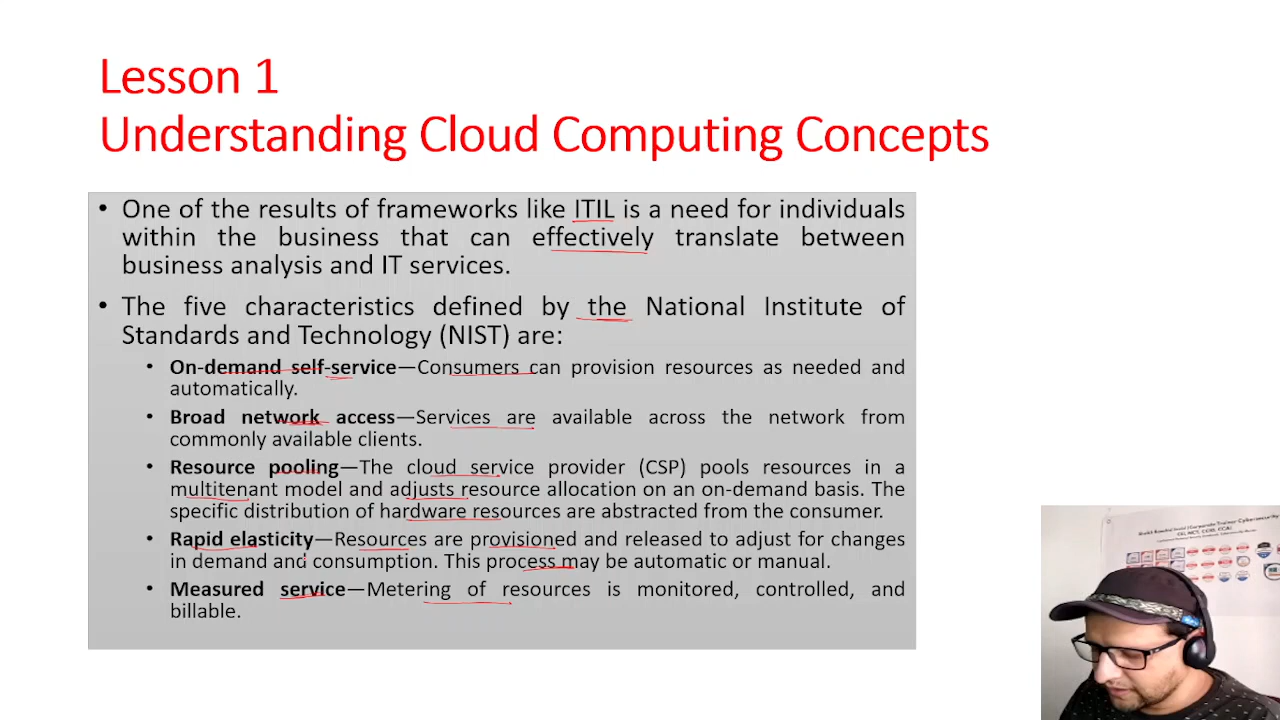 Lesson 1
Understanding Cloud Computing Concepts
• One of the results of frameworks like ITIL is a need for individuals
within the business that can effectively translate between
business analysis and IT services.
• The five characteristics defined by the National Institute of
Standards and Technology (NIST) are:
• On-demand self-service—Consumers can provision resources as needed and
automatically.
• Broad network access—Services are available across the network from
commonly available clients.
• Resource pooling—The cloud service provider (CSP) pools resources in a
multitenant model and adjusts resource allocation on an on-demand basis. The
specific distribution of hardware resources are abstracted from the consumer.
• Rapid elasticity—Resources are provisioned and released to adjust for changes
in demand and consumption. This process may be automatic or manual.
• Measured service—Metering of resources is monitored, controlled, and
billable.